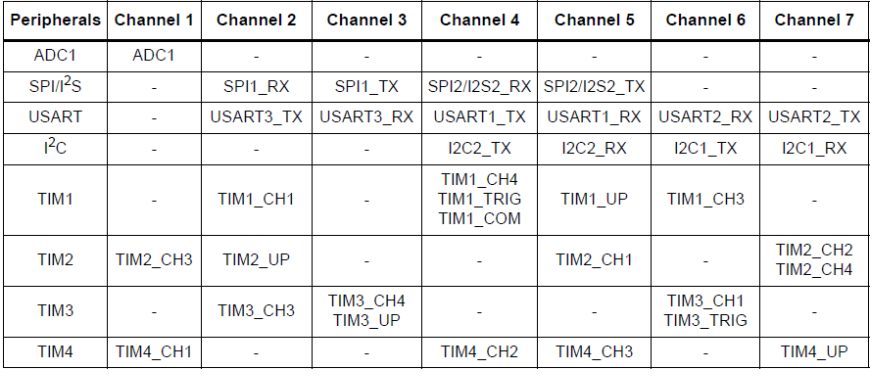 Peripherals Channel 1 Channel 2 Channel 3 Channel 4 Channel 5 Channel 6 Channel 7
ADC1 ADC1 - - - - - -
SPI/I²S - SPI1_RX SPI1_TX SPI2/I2S2_RX SPI2/I2S2_TX - -
USART - USART3_TX USART3_RX USART1_TX USART1_RX USART2_RX USART2_TX
I²C - - - I2C2_TX I2C2_RX I2C1_TX I2C1_RX
TIM1 - TIM1_CH1 - TIM1_CH4 TIM1_UP TIM1_CH3 -
TIM1_TRIG
TIM1_COM
TIM2 TIM2_CH3 TIM2_UP - - TIM2_CH1 - TIM2_CH2
TIM2_CH4
TIM3 - TIM3_CH3 TIM3_CH4 - - TIM3_CH1 -
TIM3_UP TIM3_TRIG
TIM4 TIM4_CH1 - - TIM4_CH2 TIM4_CH3 - TIM4_UP